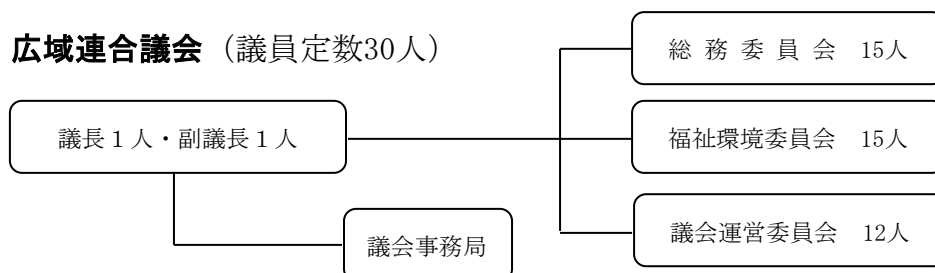 広域連合議会（議員定数30人）
総 務 委 員 会　15人
議長１人・副議長１人
福祉環境委員会　15人
議会運営委員会　12人
議会事務局